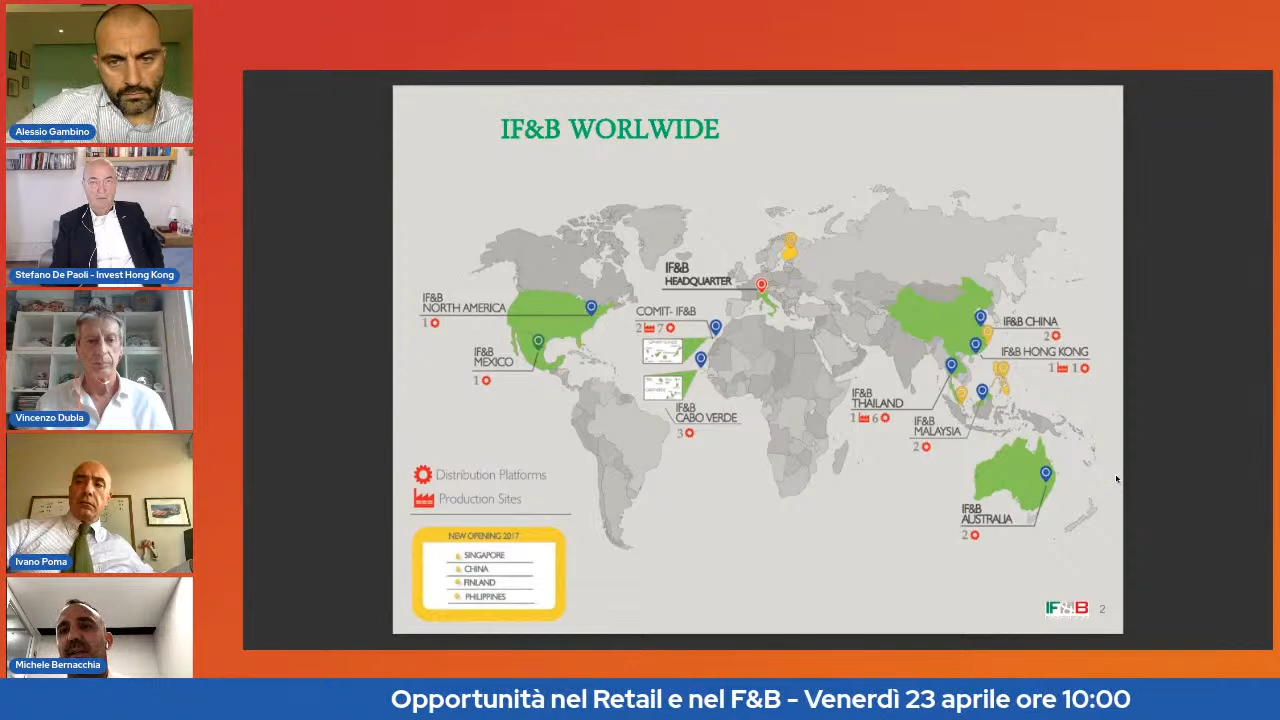 Alessio Gambino
Stefano De Paoli - Invest Hong Kong
Vincenzo Dubla
Ivano Poma
Michele Bernacchia
IF&B WORLWIDE
IF&B
HEADQUARTER
IF&B
NORTH AMERICA
1
COMIT- IF&B
2 7
IF&B
MEXICO
1
IF&B
CABO VERDE
3
IF&B CHINA
2
IF&B HONG KONG
1 1
IF&B
THAILAND
1 6
IF&B
MALAYSIA
2
IF&B
AUSTRALIA
2
Distribution Platforms
Production Sites
NEW OPENING 2017
SINGAPORE
CHINA
FINLAND
PHILIPPINES
IF&B
2
Opportunità nel Retail e nel F&B - Venerdì 23 aprile ore 10:00